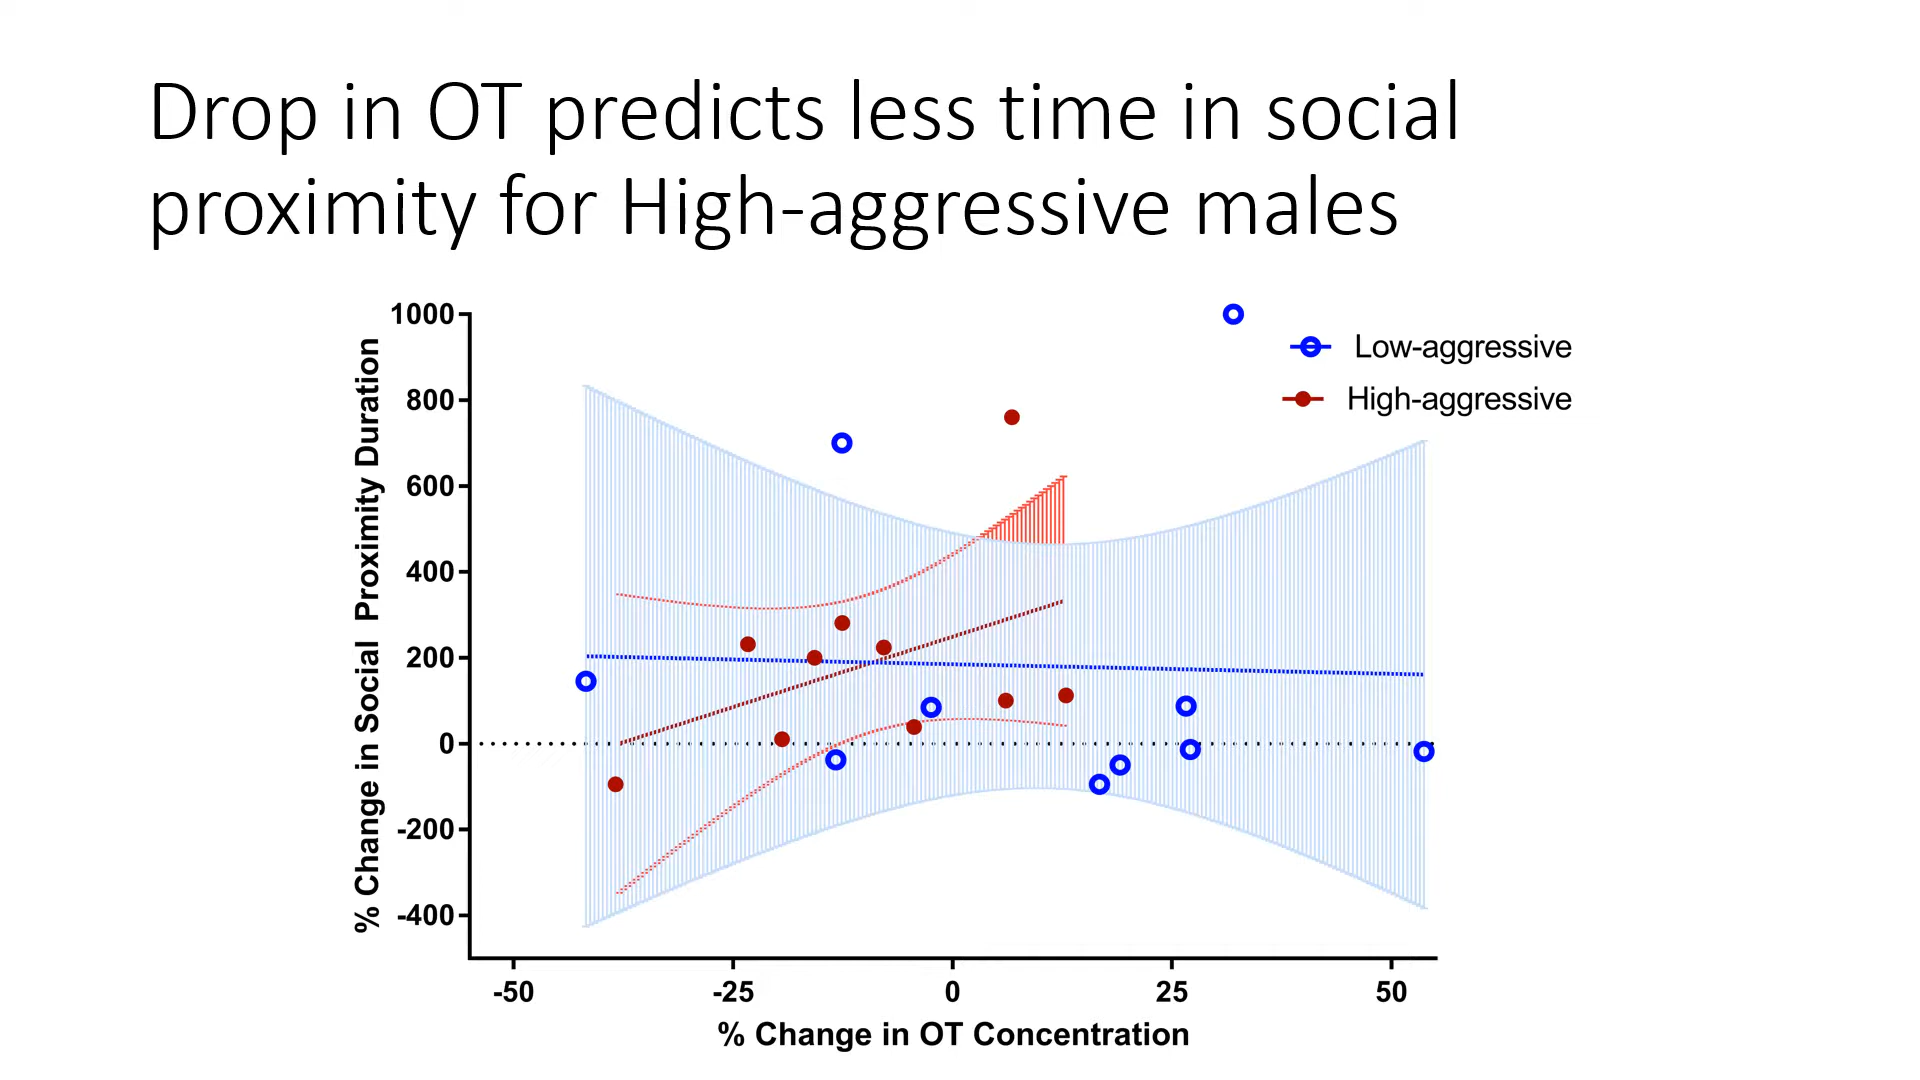 Drop in OT predicts less time in social
proximity for High-aggressive males
% Change in Social Proximity Duration
1000
800
600
400
200
0
-200
-400
Low-aggressive
High-aggressive
-50
-25
0
25
50
% Change in OT Concentration